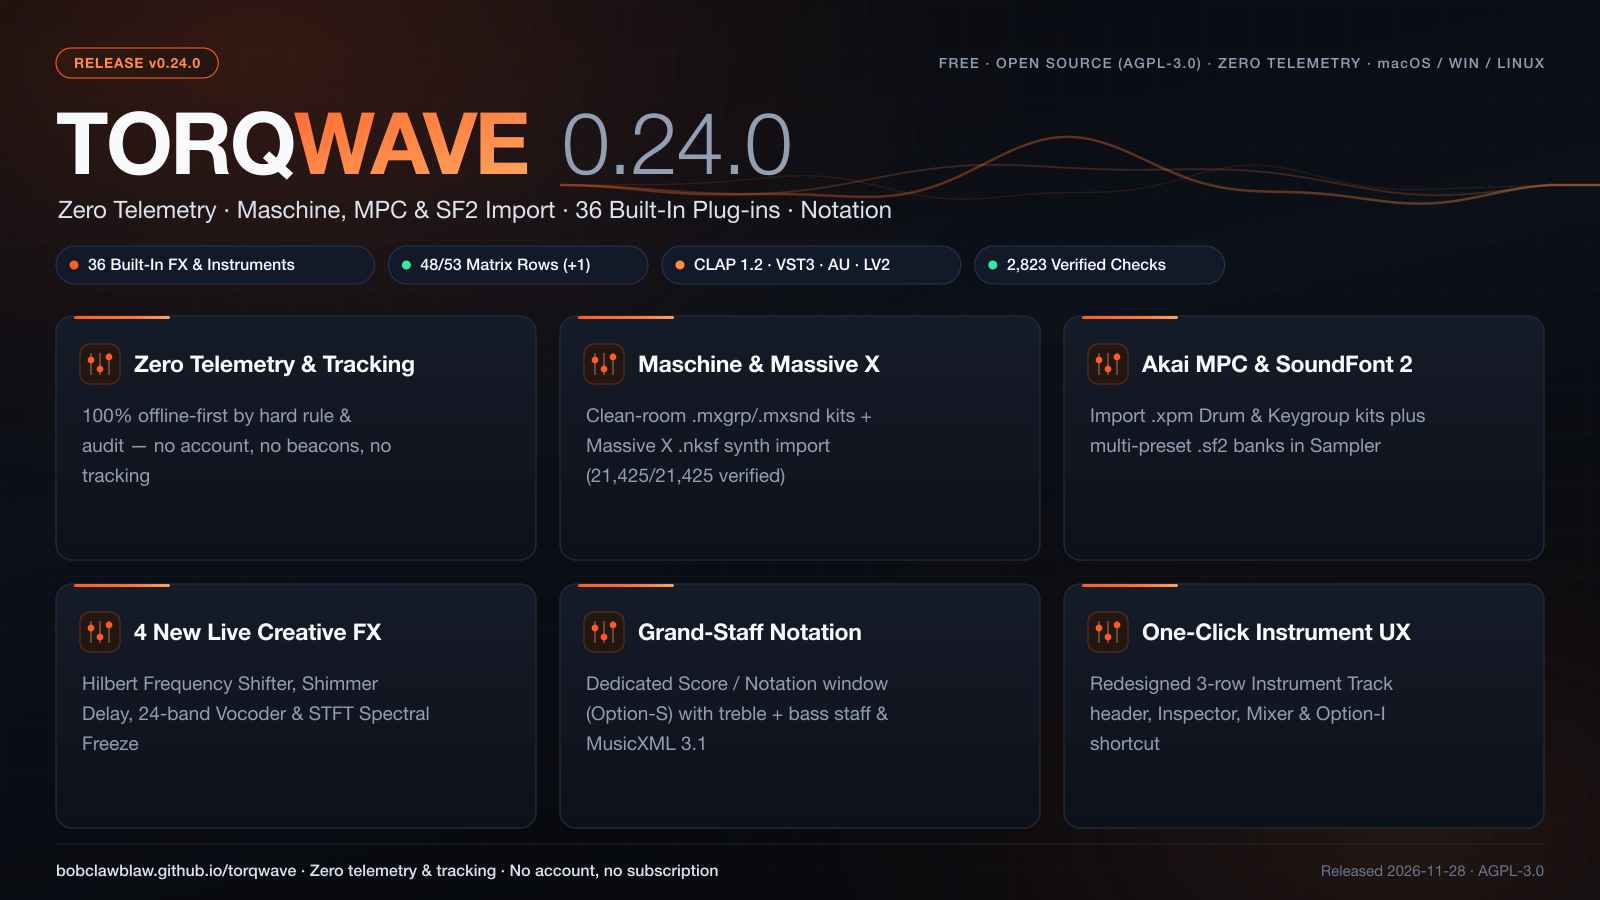 RELEASE v0.24.0
FREE · OPEN SOURCE (AGPL-3.0) · ZERO TELEMETRY · macOS / WIN / LINUX
TORQWAVE 0.24.0
Zero Telemetry · Maschine, MPC & SF2 Import · 36 Built-In Plug-ins · Notation
36 Built-In FX & Instruments
48/53 Matrix Rows (+1)
CLAP 1.2 · VST3 · AU · LV2
2,823 Verified Checks
Zero Telemetry & Tracking
100% offline-first by hard rule &
audit — no account, no beacons, no
tracking
Maschine & Massive X
Clean-room .mxgrp/.mxsnd kits +
Massive X .nksf synth import
(21,425/21,425 verified)
Akai MPC & SoundFont 2
Import .xpm Drum & Keygroup kits plus
multi-preset .sf2 banks in Sampler
4 New Live Creative FX
Hilbert Frequency Shifter, Shimmer
Delay, 24-band Vocoder & STFT Spectral
Freeze
Grand-Staff Notation
Dedicated Score / Notation window
(Option-S) with treble + bass staff &
MusicXML 3.1
One-Click Instrument UX
Redesigned 3-row Instrument Track
header, Inspector, Mixer & Option-I
shortcut
bobclawblaw.github.io/torqwave · Zero telemetry & tracking · No account, no subscription
Released 2026-11-28 · AGPL-3.0